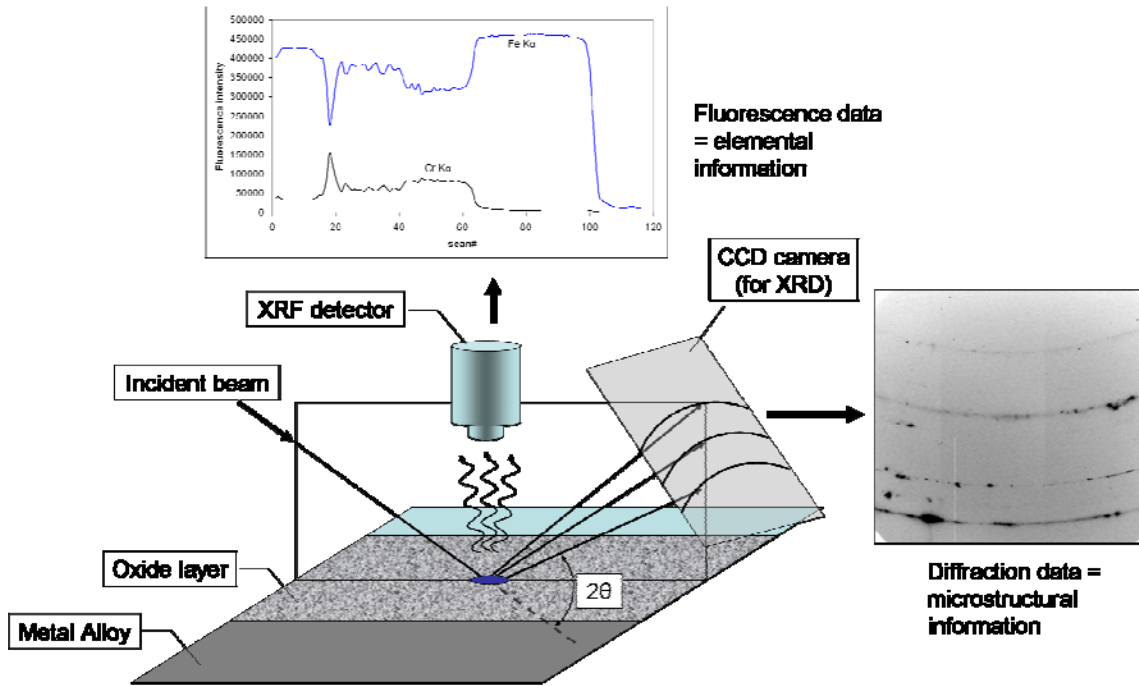 500000
450000
400000
350000
300000
250000
200000
150000
100000
50000
0
Fluorescence intensity
Fe Kα
Cr Kα
0 20 40 60 80 100 120
scan#
Fluorescence data
= elemental
information
CCD camera
(for XRD)
XRF detector
Incident beam
Oxide layer
2θ
Metal Alloy
Diffraction data =
microstructural
information